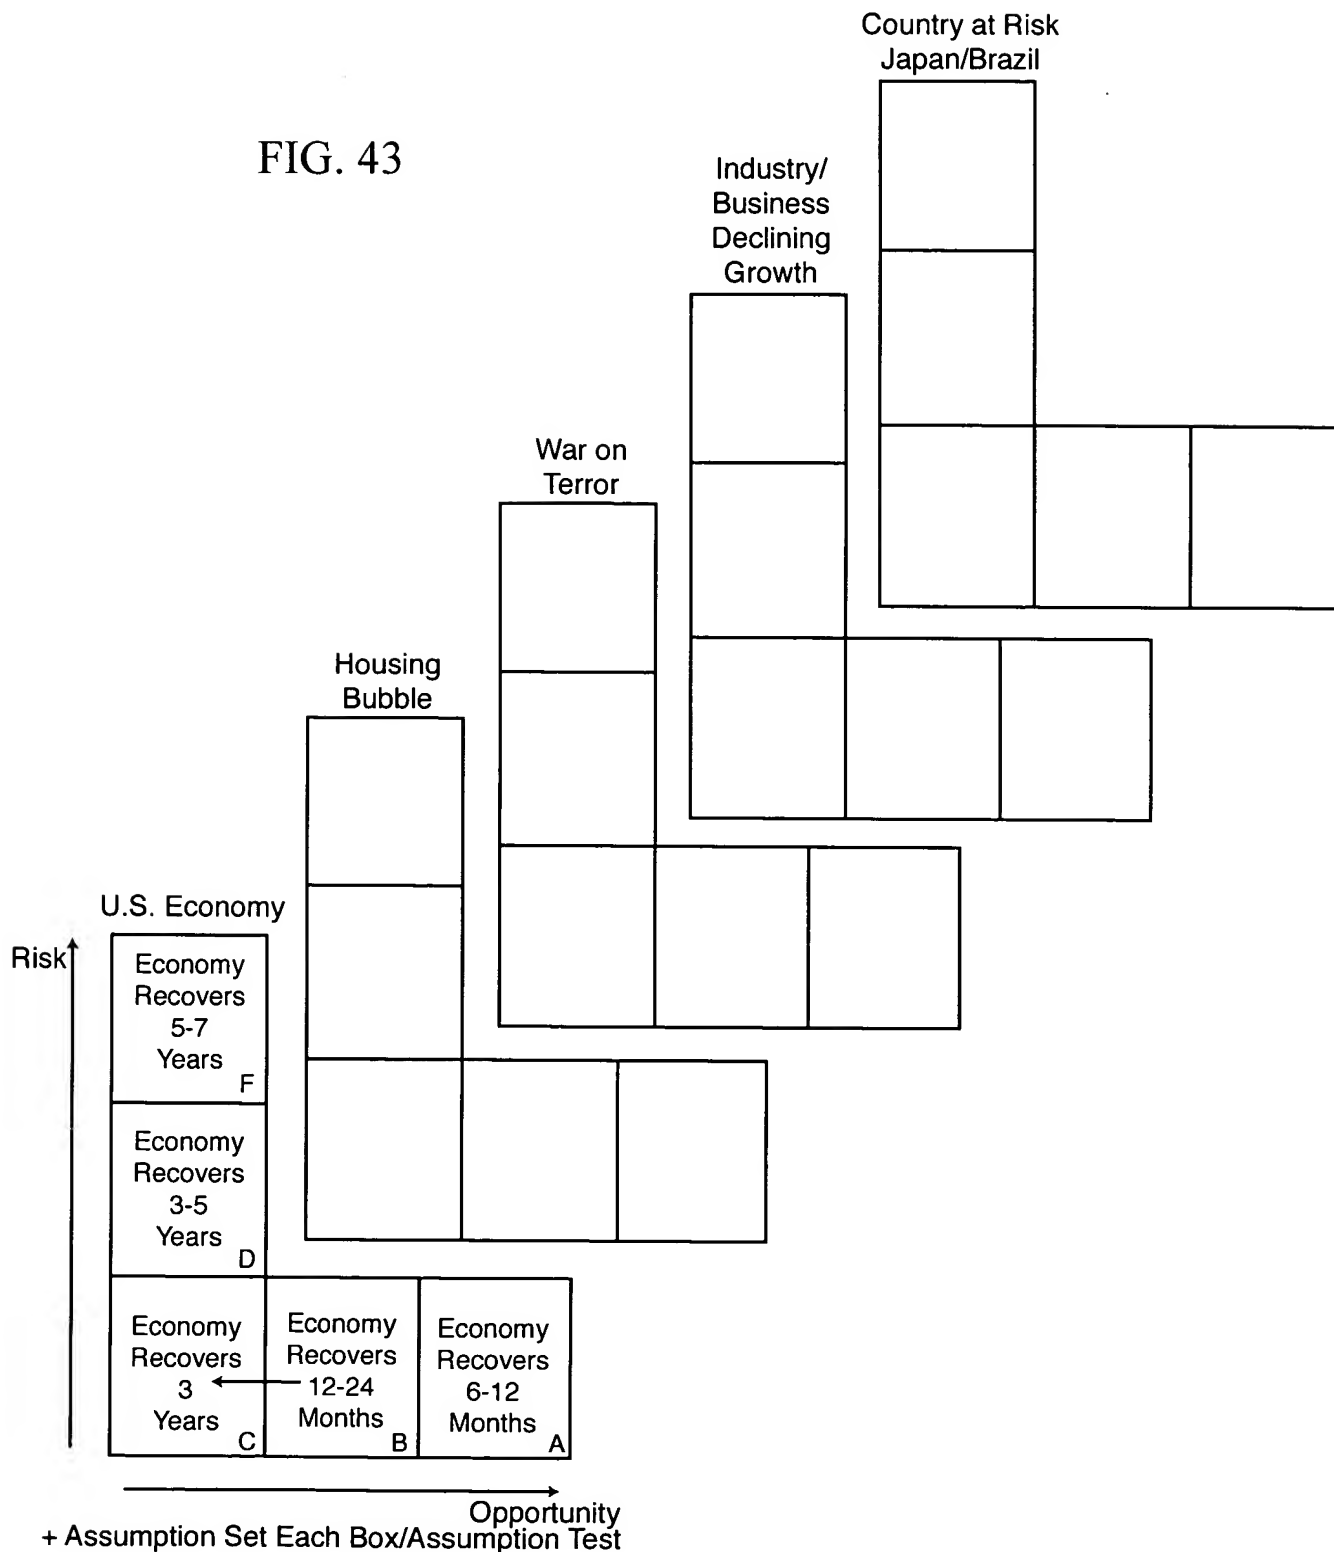 Country at Risk
Japan/Brazil
FIG. 43
Industry/
Business
Declining
Growth
War on
Terror
Housing
Bubble
U.S. Economy
Risk
Economy
Recovers
5-7
Years
F
Economy
Recovers
3-5
Years
D
Economy
Recovers
3
Years
C
Economy
Recovers
12-24
Months
B
Economy
Recovers
6-12
Months
A
Opportunity
+ Assumption Set Each Box/Assumption Test